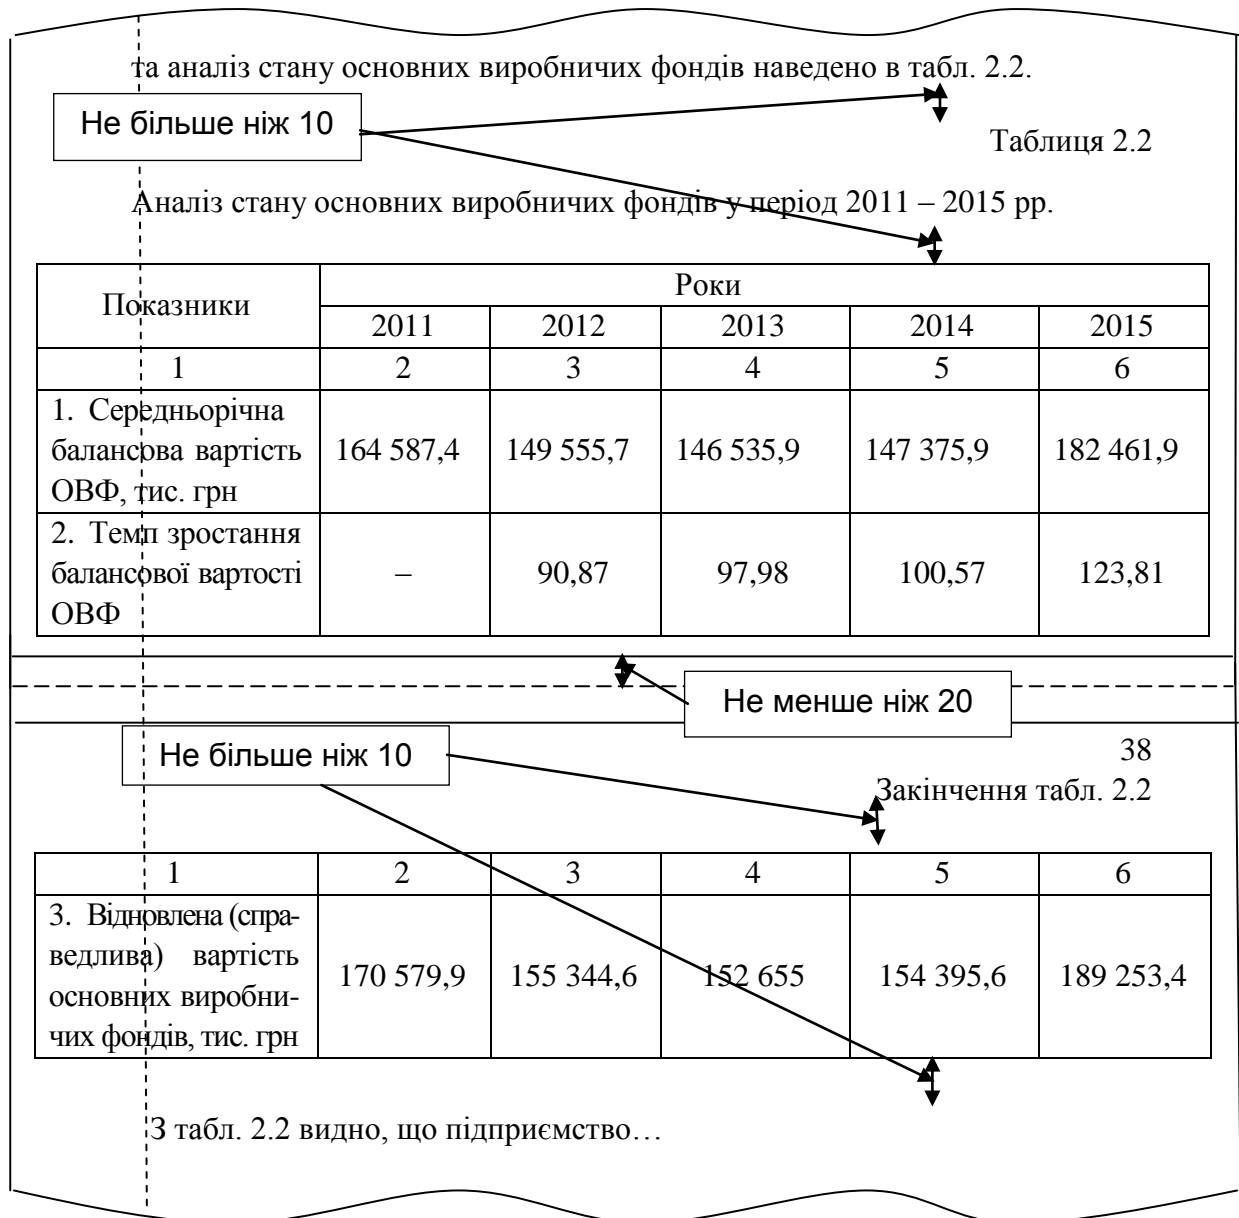 та аналіз стану основних виробничих фондів наведено в табл. 2.2.
Не більше ніж 10
Таблиця 2.2
Аналіз стану основних виробничих фондів у період 2011 – 2015 рр.
Показники
Роки
2011 2012 2013 2014 2015
1 2 3 4 5 6
1. Середньорічна
балансова вартість
ОВФ, тис. грн
164 587,4 149 555,7 146 535,9 147 375,9 182 461,9
2. Темп зростання
балансової вартості
ОВФ
– 90,87 97,98 100,57 123,81
Не менше ніж 20
Не більше ніж 10
38
Закінчення табл. 2.2
1 2 3 4 5 6
3. Відновлена (спра-
ведлива) вартість
основних виробни-
чих фондів, тис. грн
170 579,9 155 344,6 152 655 154 395,6 189 253,4
З табл. 2.2 видно, що підприємство…